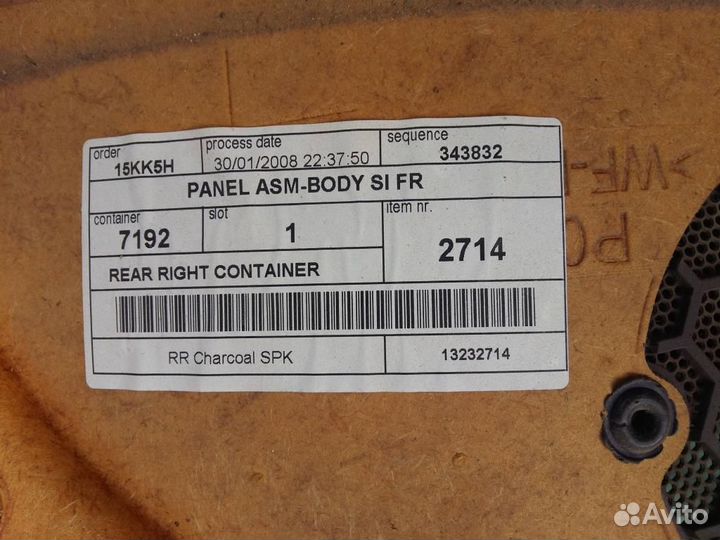 order process date sequence
15KK5H 30/01/2008 22:37:50 343832
PANEL ASM-BODY SI FR
container slot item nr.
7192 1 2714
REAR RIGHT CONTAINER
RR Charcoal SPK 13232714
>WF-
Avito